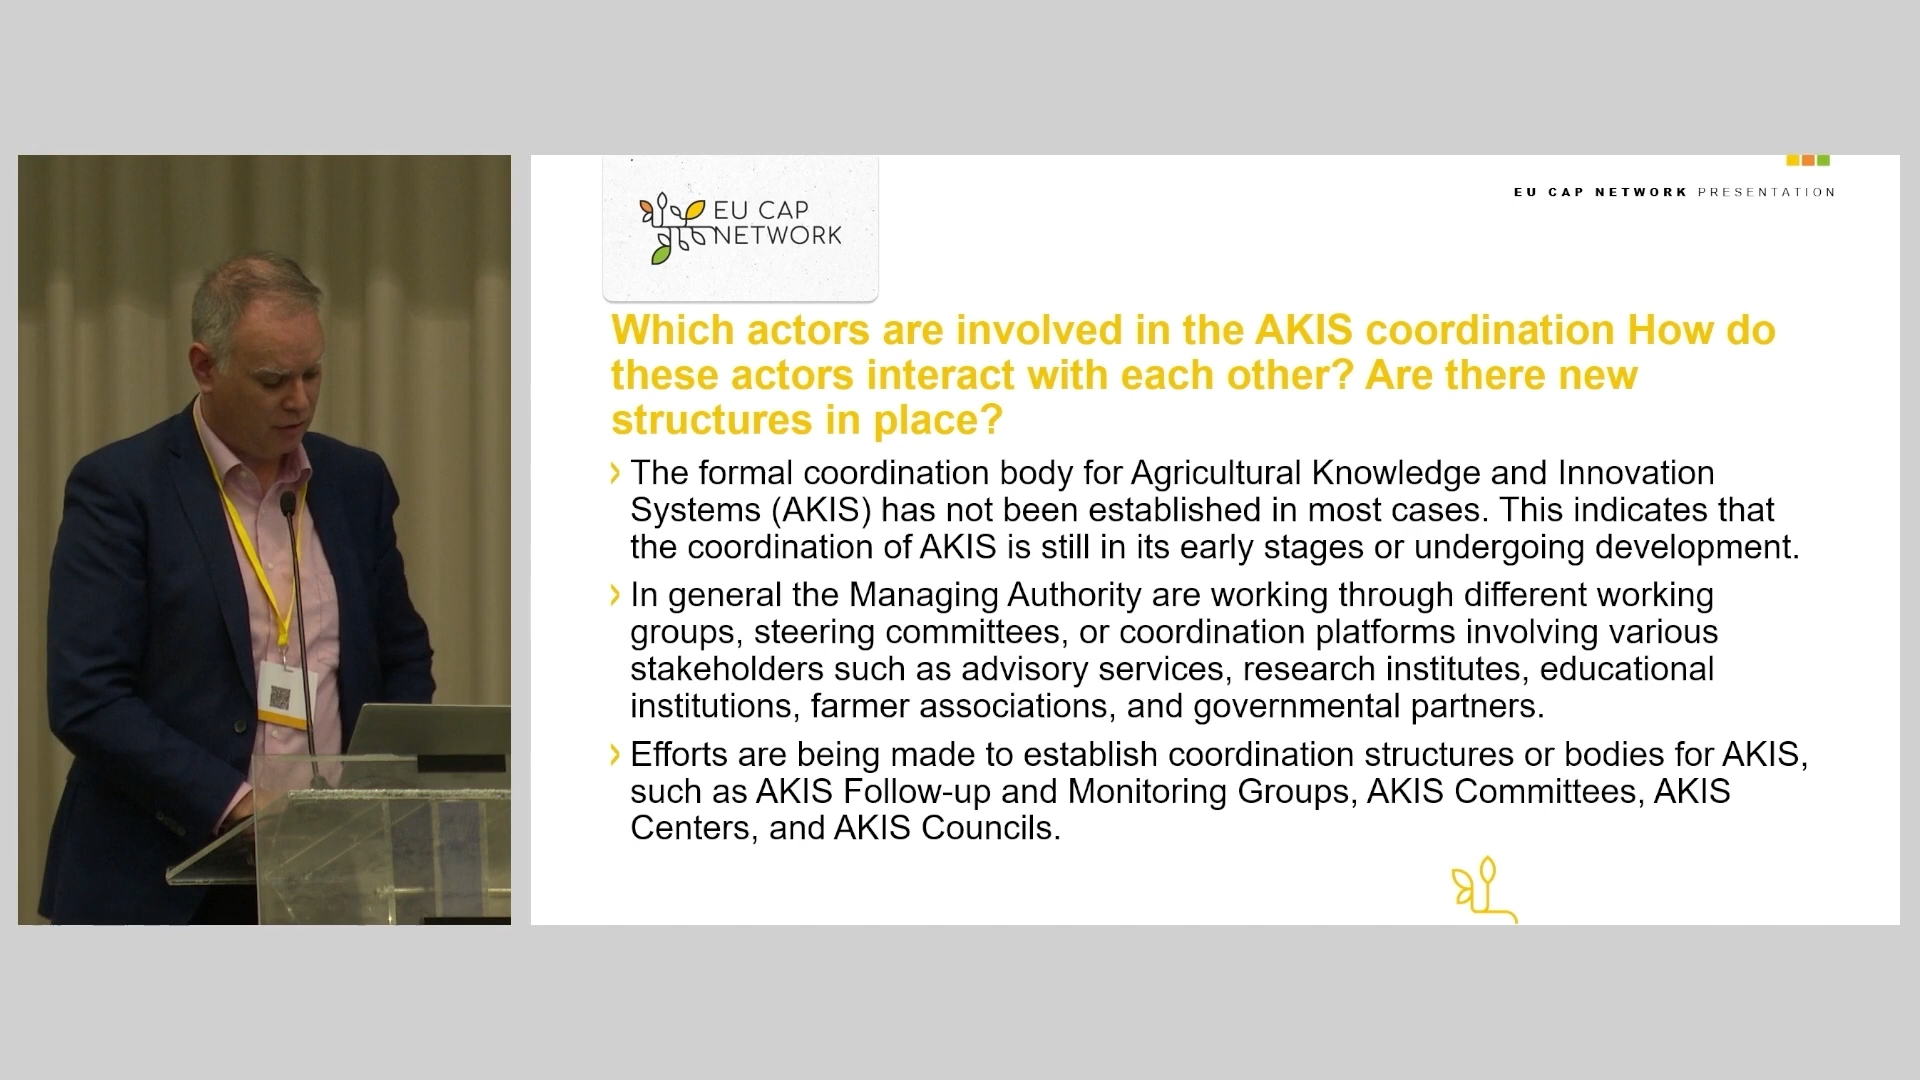 EU CAP
NETWORK
EU CAP NETWORK PRESENTATION
Which actors are involved in the AKIS coordination How do
these actors interact with each other? Are there new
structures in place?
The formal coordination body for Agricultural Knowledge and Innovation
Systems (AKIS) has not been established in most cases. This indicates that
the coordination of AKIS is still in its early stages or undergoing development.
In general the Managing Authority are working through different working
groups, steering committees, or coordination platforms involving various
stakeholders such as advisory services, research institutes, educational
institutions, farmer associations, and governmental partners.
Efforts are being made to establish coordination structures or bodies for AKIS,
such as AKIS Follow-up and Monitoring Groups, AKIS Committees, AKIS
Centers, and AKIS Councils.